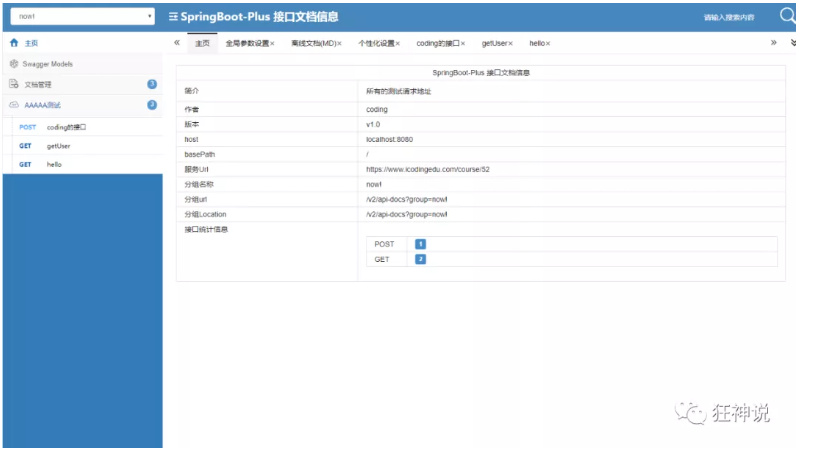 now1
SpringBoot-Plus 接口文档信息
请输入搜索内容
主页
Swagger Models
文档管理 3
AAAAA测试 3
POST coding的接口
GET getUser
GET hello
主页 全局参数设置× 离线文档(MD)× 个性化设置× coding的接口× getUser× hello×
SpringBoot-Plus 接口文档信息
简介 所有的测试请求地址
作者 coding
版本 v1.0
host localhost:8080
basePath /
服务Url https://www.icodingedu.com/course/52
分组名称 now1
分组url /v2/api-docs?group=now1
分组Location /v2/api-docs?group=now1
接口统计信息
POST 1
GET 2
狂神说